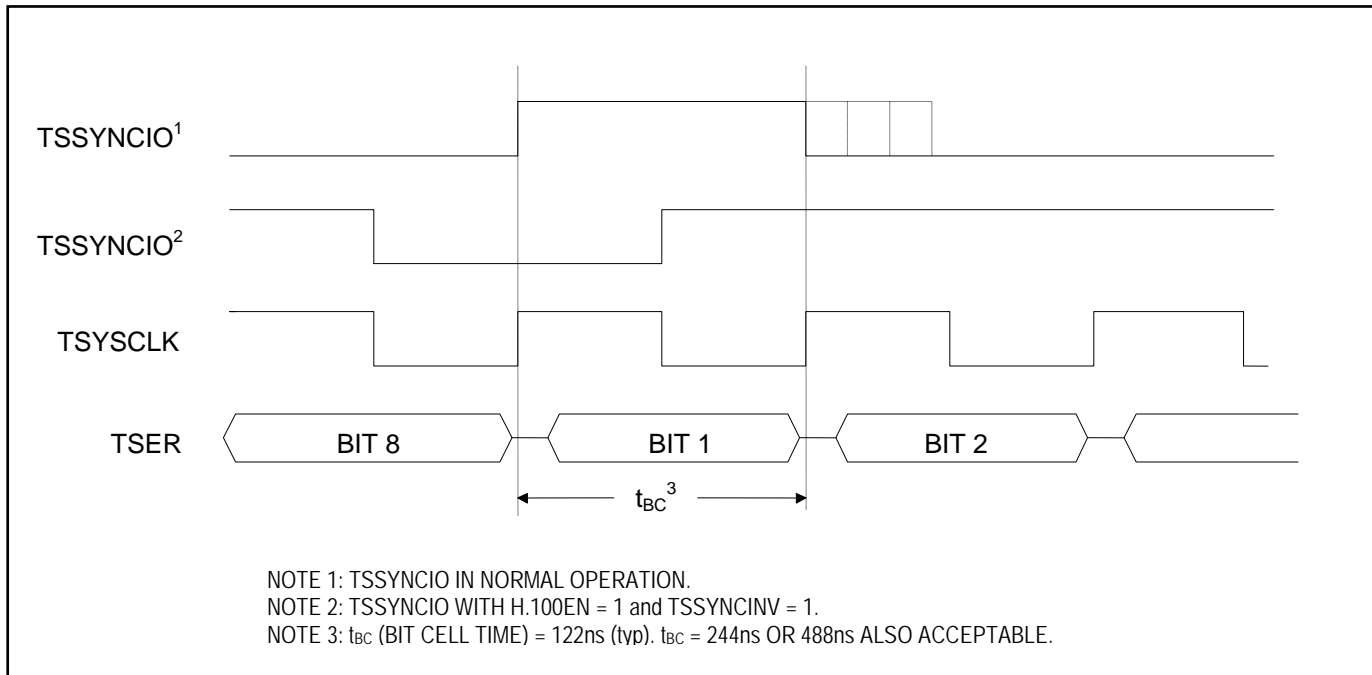 TSSYNCIO¹
TSSYNCIO²
TSYSCLK
TSER
BIT 8
BIT 1
BIT 2
tBC³
NOTE 1: TSSYNCIO IN NORMAL OPERATION.
NOTE 2: TSSYNCIO WITH H.100EN = 1 and TSSYNCINV = 1.
NOTE 3: tBC (BIT CELL TIME) = 122ns (typ). tBC = 244ns OR 488ns ALSO ACCEPTABLE.